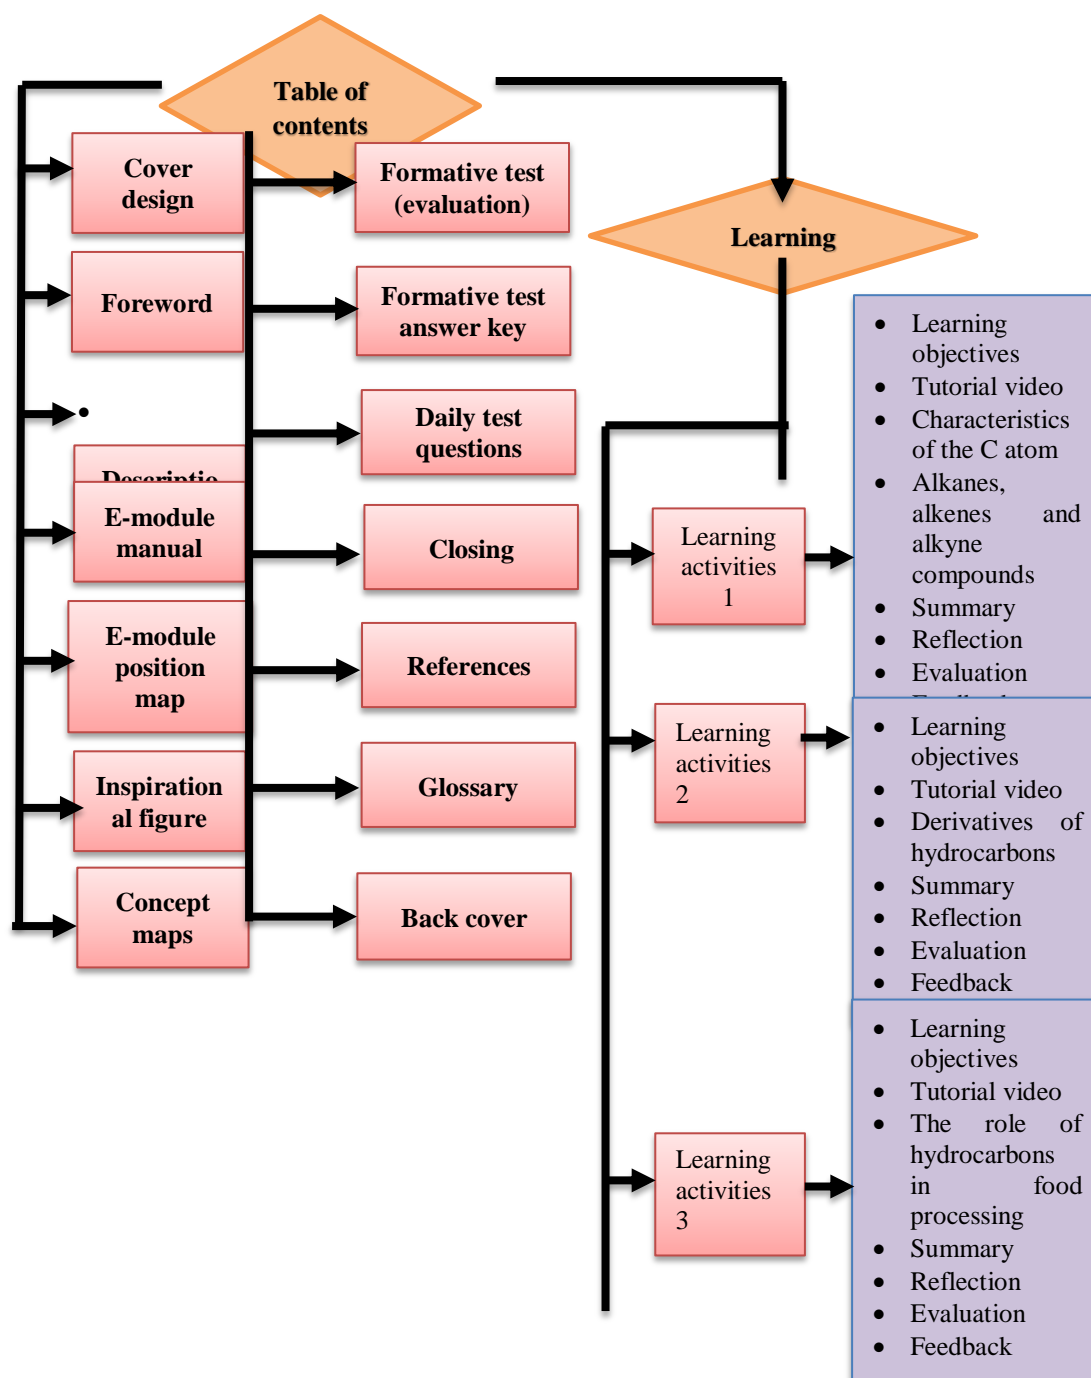 Table of
contents
Cover
design
Foreword
•
Descriptio
E-module
manual
E-module
position
map
Inspiration
al figure
Concept
maps
Formative test
(evaluation)
Formative test
answer key
Daily test
questions
Closing
References
Glossary
Back cover
Learning
Learning
activities
1
• Learning
objectives
• Tutorial video
• Characteristics
of the C atom
• Alkanes,
alkenes and
alkyne
compounds
• Summary
• Reflection
• Evaluation
Learning
activities
2
• Learning
objectives
• Tutorial video
• Derivatives of
hydrocarbons
• Summary
• Reflection
• Evaluation
• Feedback
Learning
activities
3
• Learning
objectives
• Tutorial video
• The role of
hydrocarbons
in food
processing
• Summary
• Reflection
• Evaluation
• Feedback